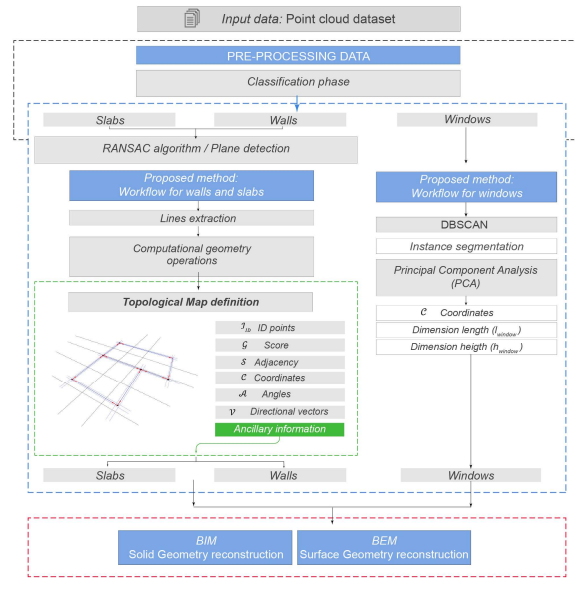 Input data: Point cloud dataset
PRE-PROCESSING DATA
Classification phase
Slabs
Walls
Windows
RANSAC algorithm / Plane detection
Proposed method:
Workflow for walls and slabs
Proposed method:
Workflow for windows
Lines extraction
DBSCAN
Instance segmentation
Computational geometry
operations
Principal Component Analysis
(PCA)
Topological Map definition
C Coordinates
Dimension length (l_window)
Dimension heigth (h_window)
I_ID ID points
G Score
S Adjacency
C Coordinates
A Angles
V Directional vectors
Ancillary information
Slabs
Walls
Windows
BIM
Solid Geometry reconstruction
BEM
Surface Geometry reconstruction